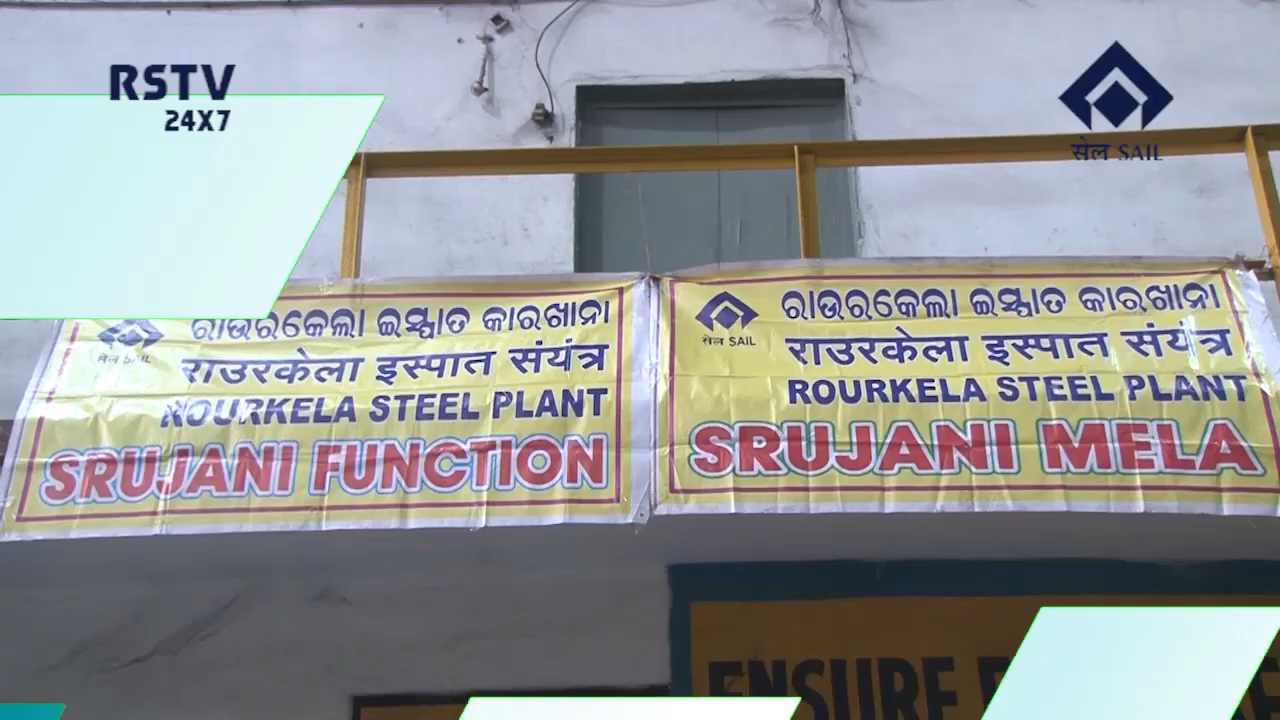 RSTV
24X7
सेल SAIL
ରାଉରକେଲା ଇସ୍ପାତ କାରଖାନା
राउरकेला इस्पात संयंत्र
ROURKELA STEEL PLANT
SRUJANI FUNCTION
सेल SAIL
ରାଉରକେଲା ଇସ୍ପାତ କାରଖାନା
राउरकेला इस्पात संयंत्र
ROURKELA STEEL PLANT
SRUJANI MELA
सेल SAIL
ENSURE